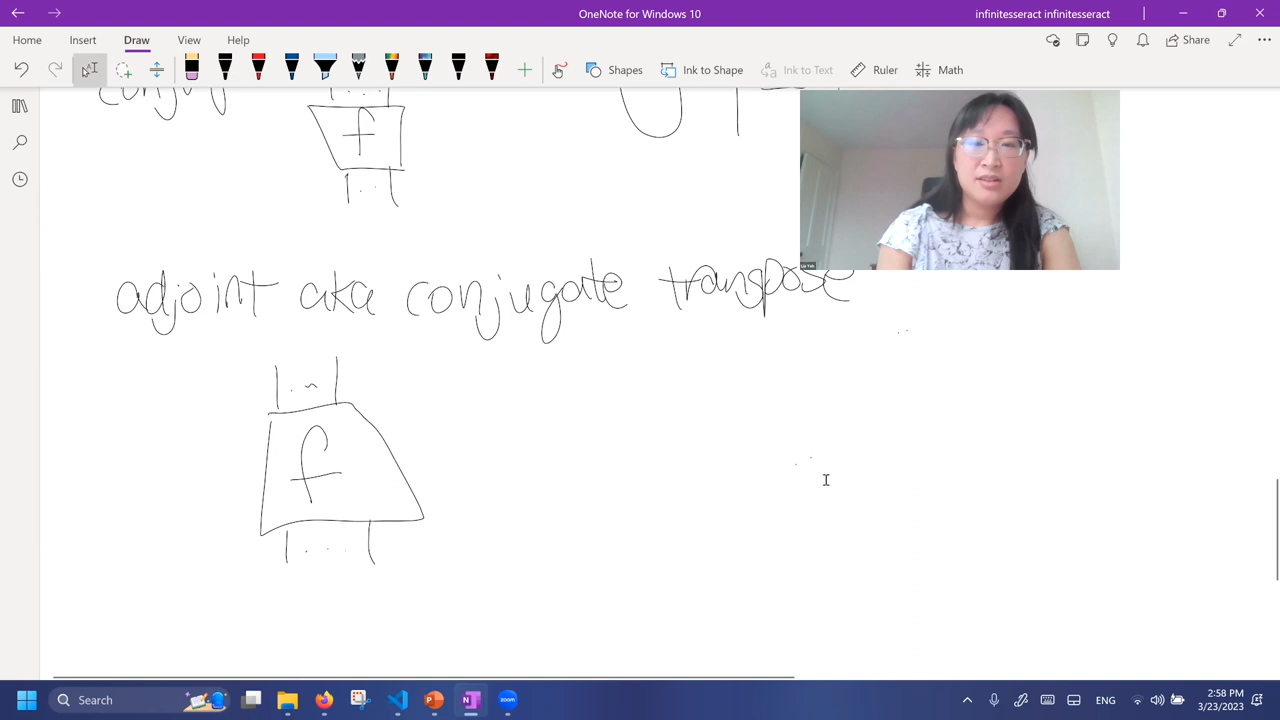 OneNote for Windows 10
infinitesseract infinitesseract
Home Insert Draw View Help
Share
Shapes Ink to Shape Ink to Text Ruler Math
f
adjoint aka conjugate transpose
f
Search
ENG
2:58 PM
3/23/2023